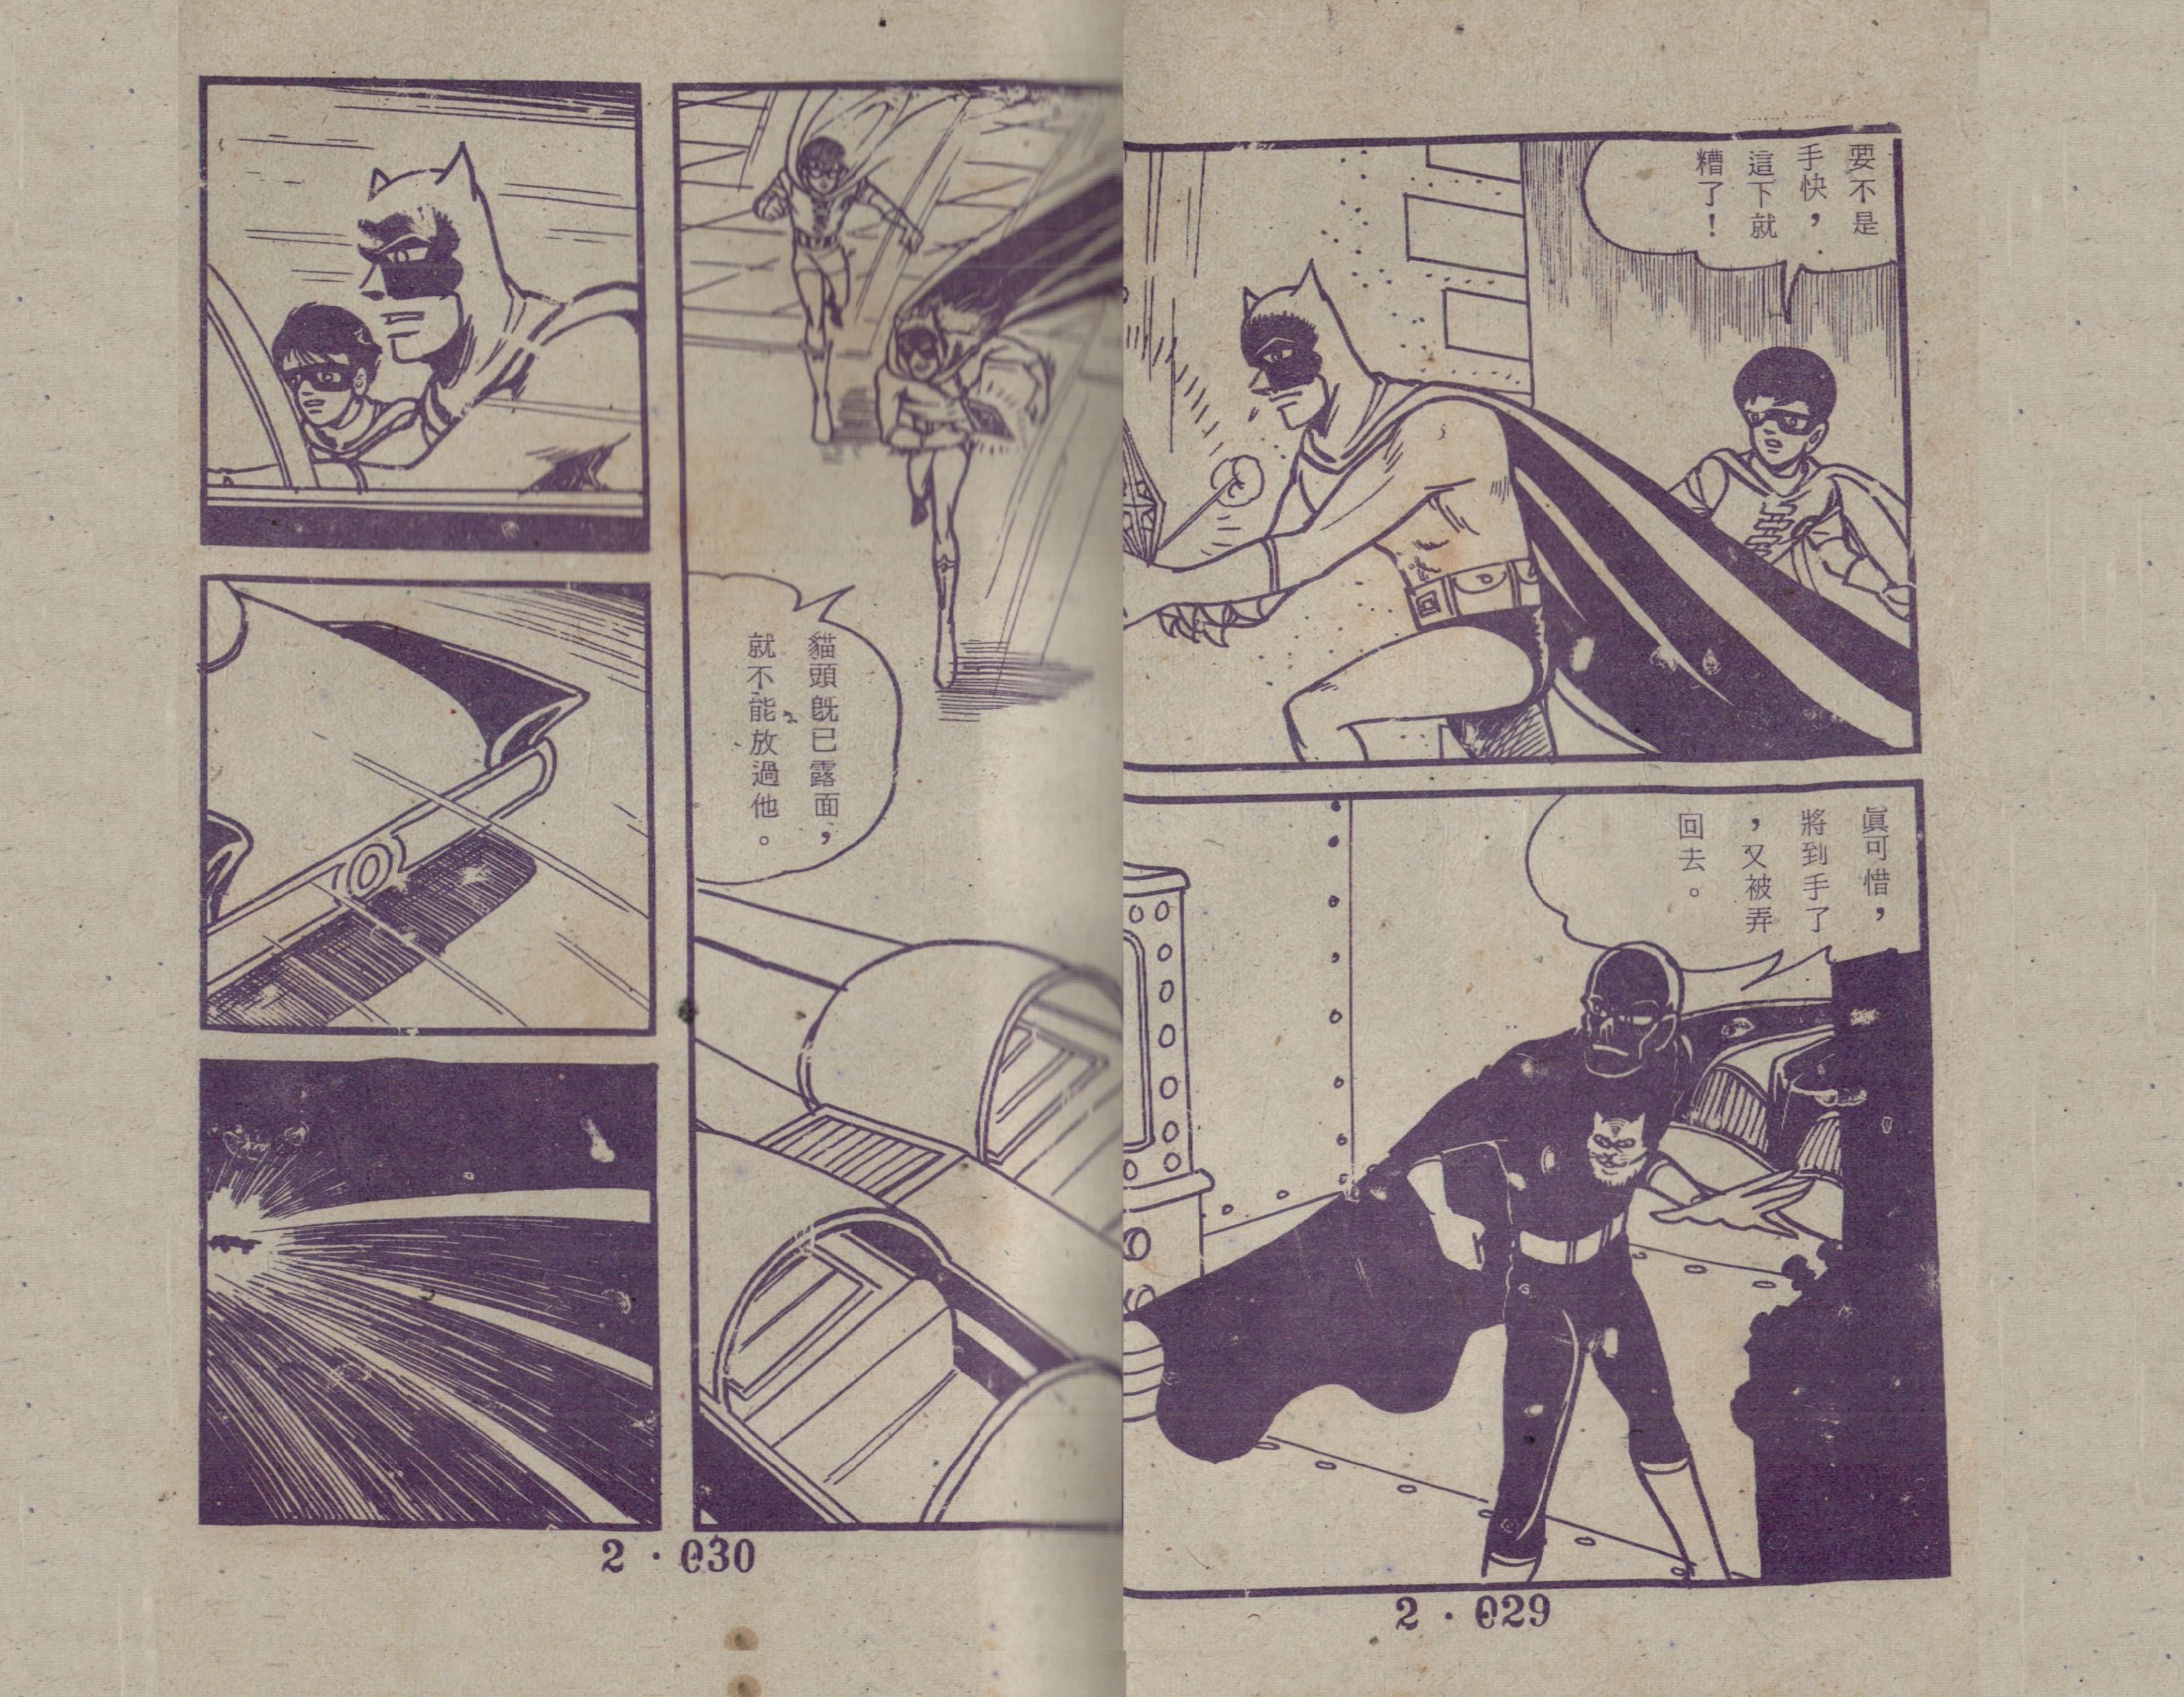 要不是
手快，
這下就
糟了！
眞可惜，
將到手了
，又被弄
回去。
2·029
貓頭既已露面，
就不能放過他。
2·030